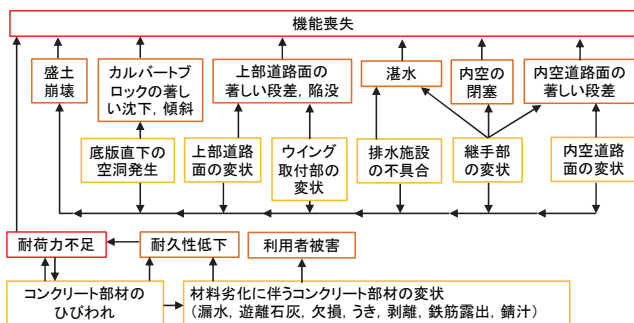 機能喪失
盛土
崩壊
カルバートブ
ロックの著し
い沈下, 傾斜
上部道路面の
著しい段差, 陥没
湛水
内空の
閉塞
内空道路面の
著しい段差
底版直下の
空洞発生
上部道路
面の変状
ウイング
取付部の
変状
排水施設
の不具合
継手部
の変状
内空道路
面の変状
耐荷力不足
耐久性低下
利用者被害
コンクリート部材の
ひびわれ
材料劣化に伴うコンクリート部材の変状
(漏水, 遊離石灰, 欠損, うき, 剥離, 鉄筋露出, 錆汁)